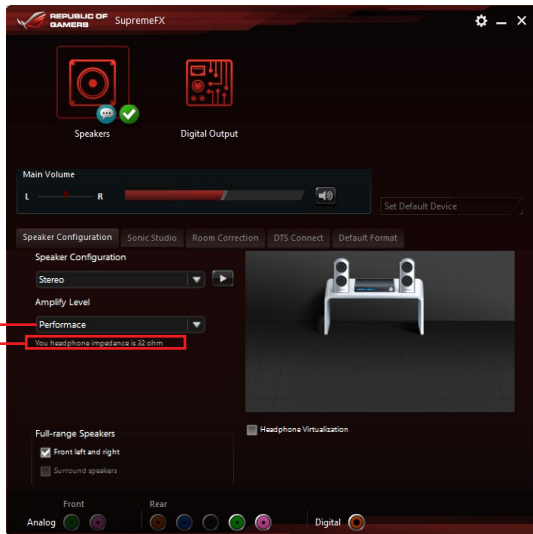 REPUBLIC OF
GAMERS
SupremeFX
Speakers
Digital Output
Main Volume
L
R
Set Default Device
Speaker Configuration
Sonic Studio
Room Correction
DTS Connect
Default Format
Speaker Configuration
Stereo
Amplify Level
Performace
You headphone impedance is 32 ohm
Headphone Virtualization
Full-range Speakers
Front left and right
Surround speakers
Front
Rear
Analog
Digital